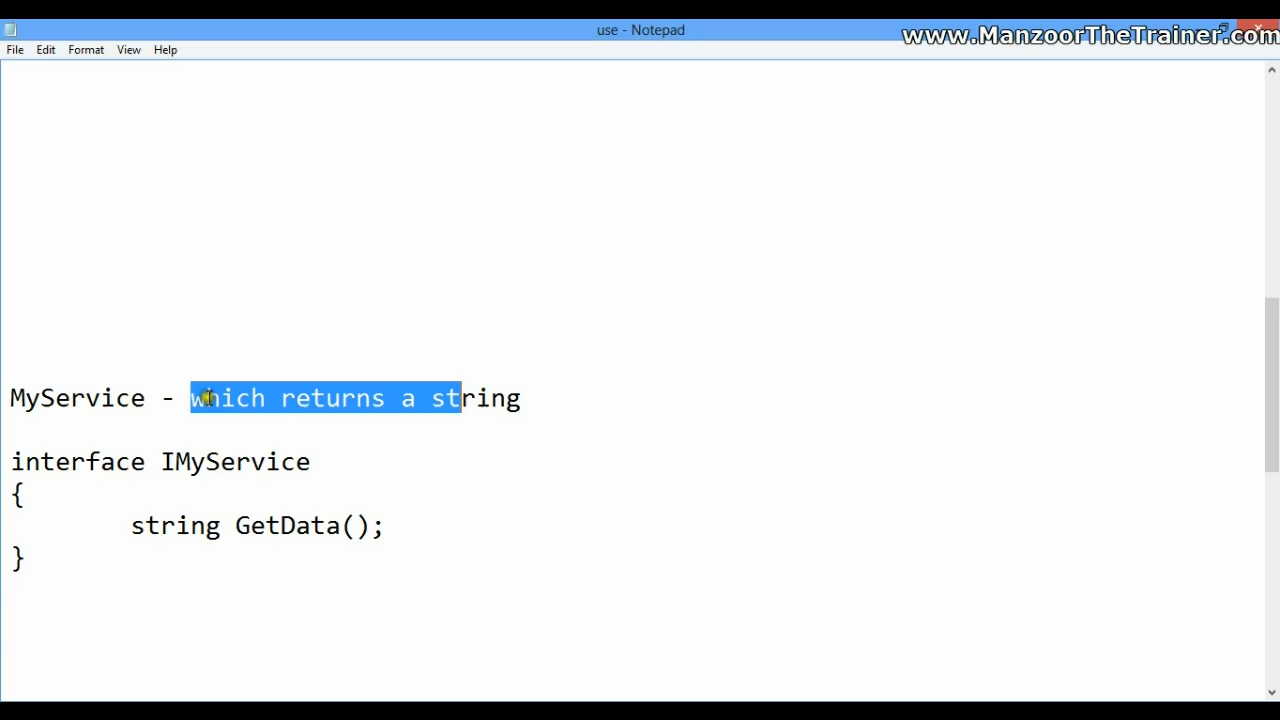 use - Notepad
www.ManzoorTheTrainer.com
File Edit Format View Help
MyService - which returns a string
interface IMyService
{
string GetData();
}